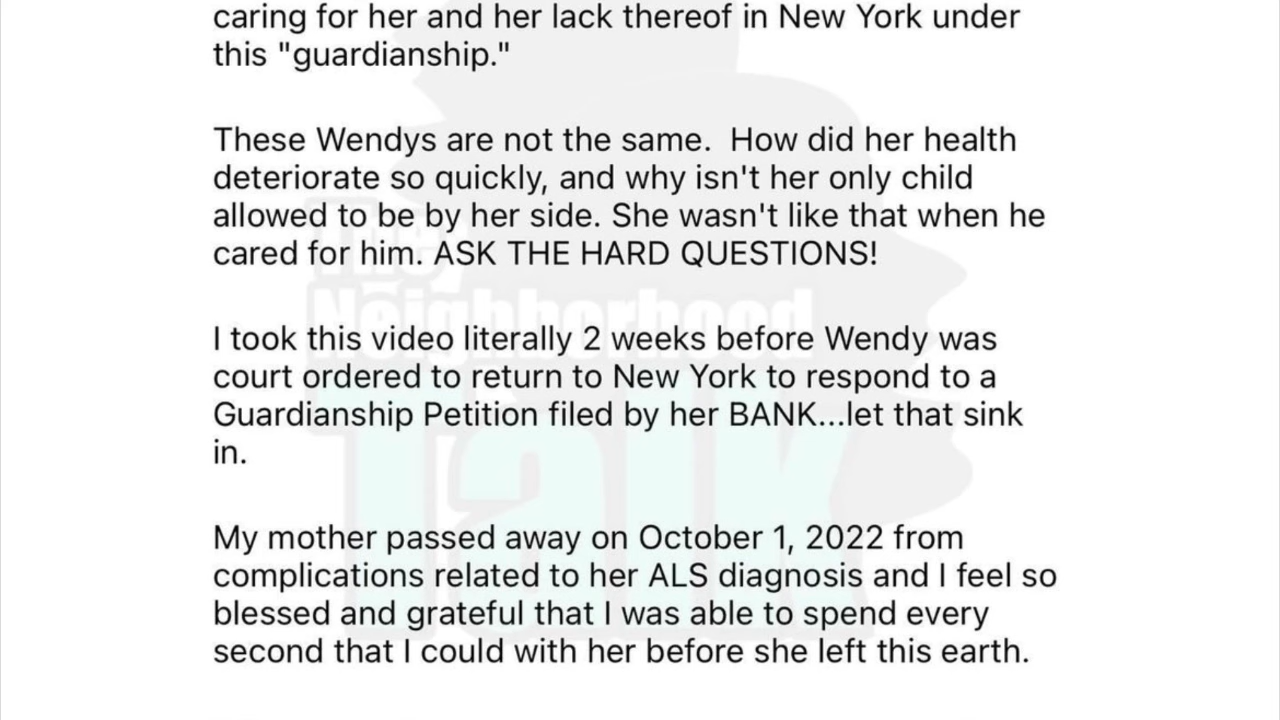 caring for her and her lack thereof in New York under
this "guardianship."
These Wendys are not the same.  How did her health
deteriorate so quickly, and why isn't her only child
allowed to be by her side. She wasn't like that when he
cared for him. ASK THE HARD QUESTIONS!
I took this video literally 2 weeks before Wendy was
court ordered to return to New York to respond to a
Guardianship Petition filed by her BANK...let that sink
in.
My mother passed away on October 1, 2022 from
complications related to her ALS diagnosis and I feel so
blessed and grateful that I was able to spend every
second that I could with her before she left this earth.
The
Neighborhood
Talk